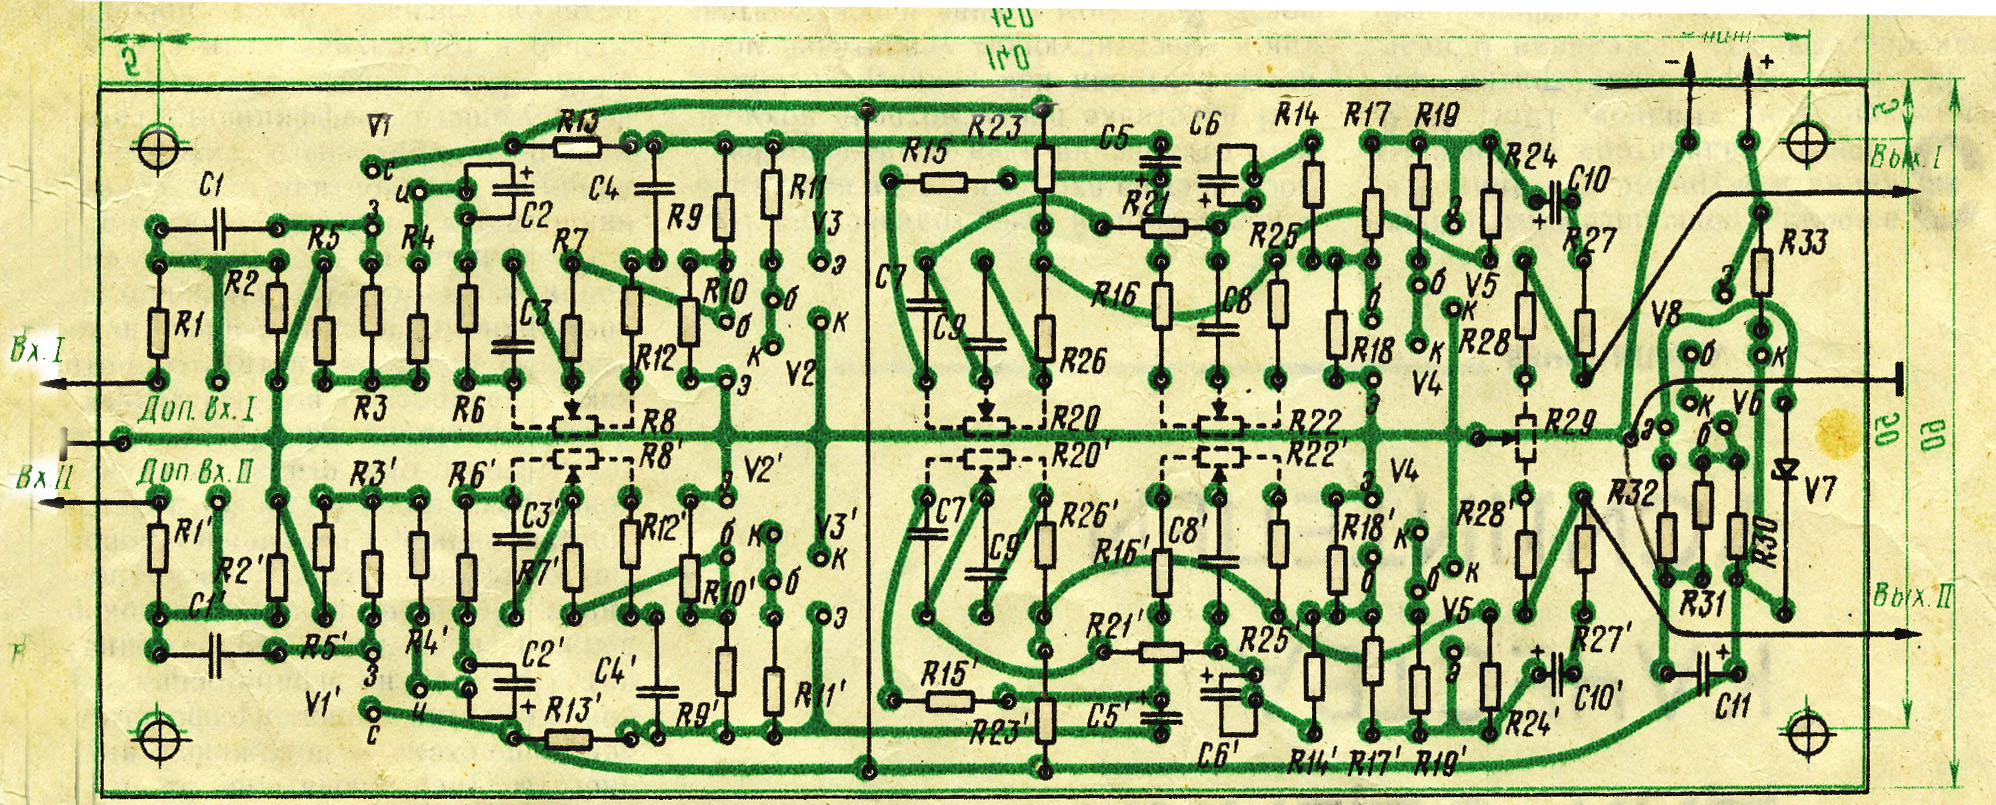 150
140
5
- +
5
V1
R13
R23
C5
C6
R14
R17
R19
c
R15
R24
Вых.I
C1
и
+
C4
R11
+
C10
C2
R9
V3
R21
+
з
+
з
R5
R4
R7
R25
R27
R33
R2
э
C7
R10
б
R16
C8
б
V5
э
R1
C3
б
к
C9
б
к
V8
Вх.I
R12
к
V2
R26
R18
к
V4
R28
б
к
э
э
Доп. Вх.I
R3
R6
R8
R20
R22
R29
к
V6
э
б
50
60
Доп Вх.II
R3'
R6'
R8'
V2'
R20'
R22'
V4
Вх.II
э
э
R32
V7
R1'
C3'
R12'
б
к
V3'
к
C7'
R26'
C8'
R18'
к
R28'
R30
R2'
R7'
б
R10'
C9'
R16'
б
б
к
C1'
э
V5
R31
Вых.II
R5'
R4'
R21'
R25'
R27'
з
C2'
C4'
э
+
+
V1'
и
R15'
+
+
C10'
C11
c
+
R13'
R9'
R11'
R23'
C5'
R24'
C6'
R14'
R17'
R19'